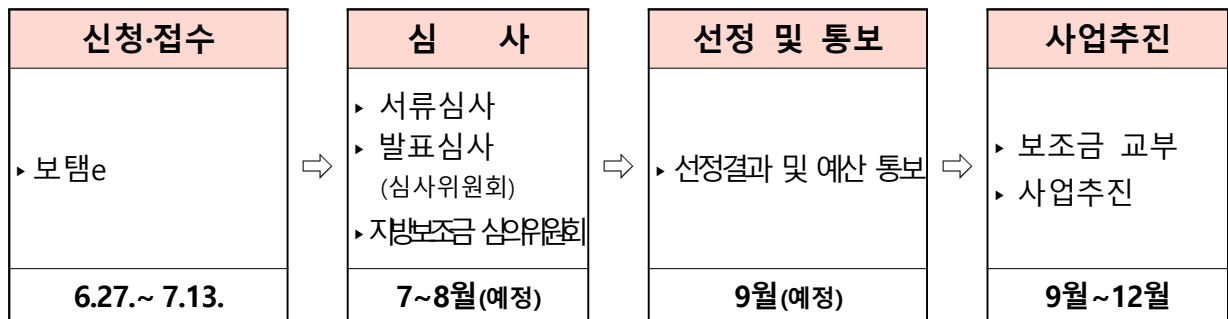 신청·접수
▸ 보탬e
6.27.~ 7.13.
⇨
심 사
▸ 서류심사
▸ 발표심사
(심사위원회)
▸ 지방보조금 심의위원회
7~8월(예정)
⇨
선정 및 통보
▸ 선정결과 및 예산 통보
9월(예정)
⇨
사업추진
▸ 보조금 교부
▸ 사업추진
9월~12월